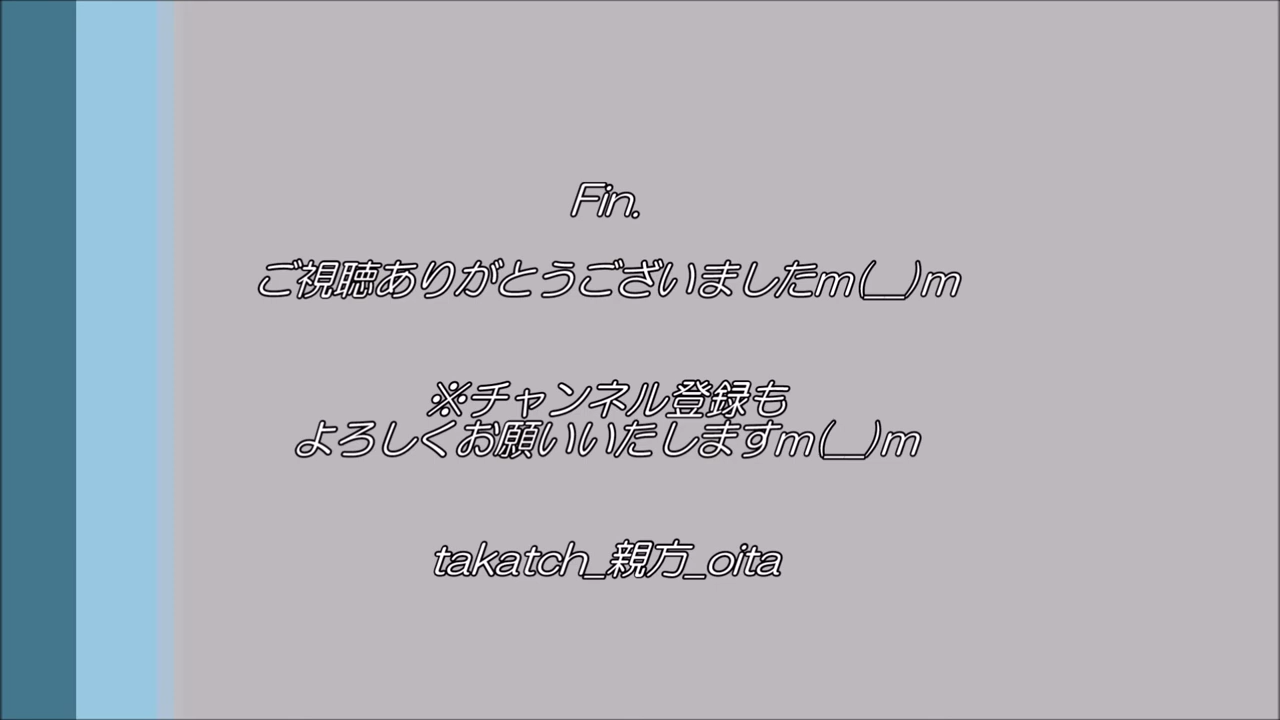 Fin.
ご視聴ありがとうございましたm(__)m
※チャンネル登録も
よろしくお願いいたしますm(__)m
takatch_親方_oita